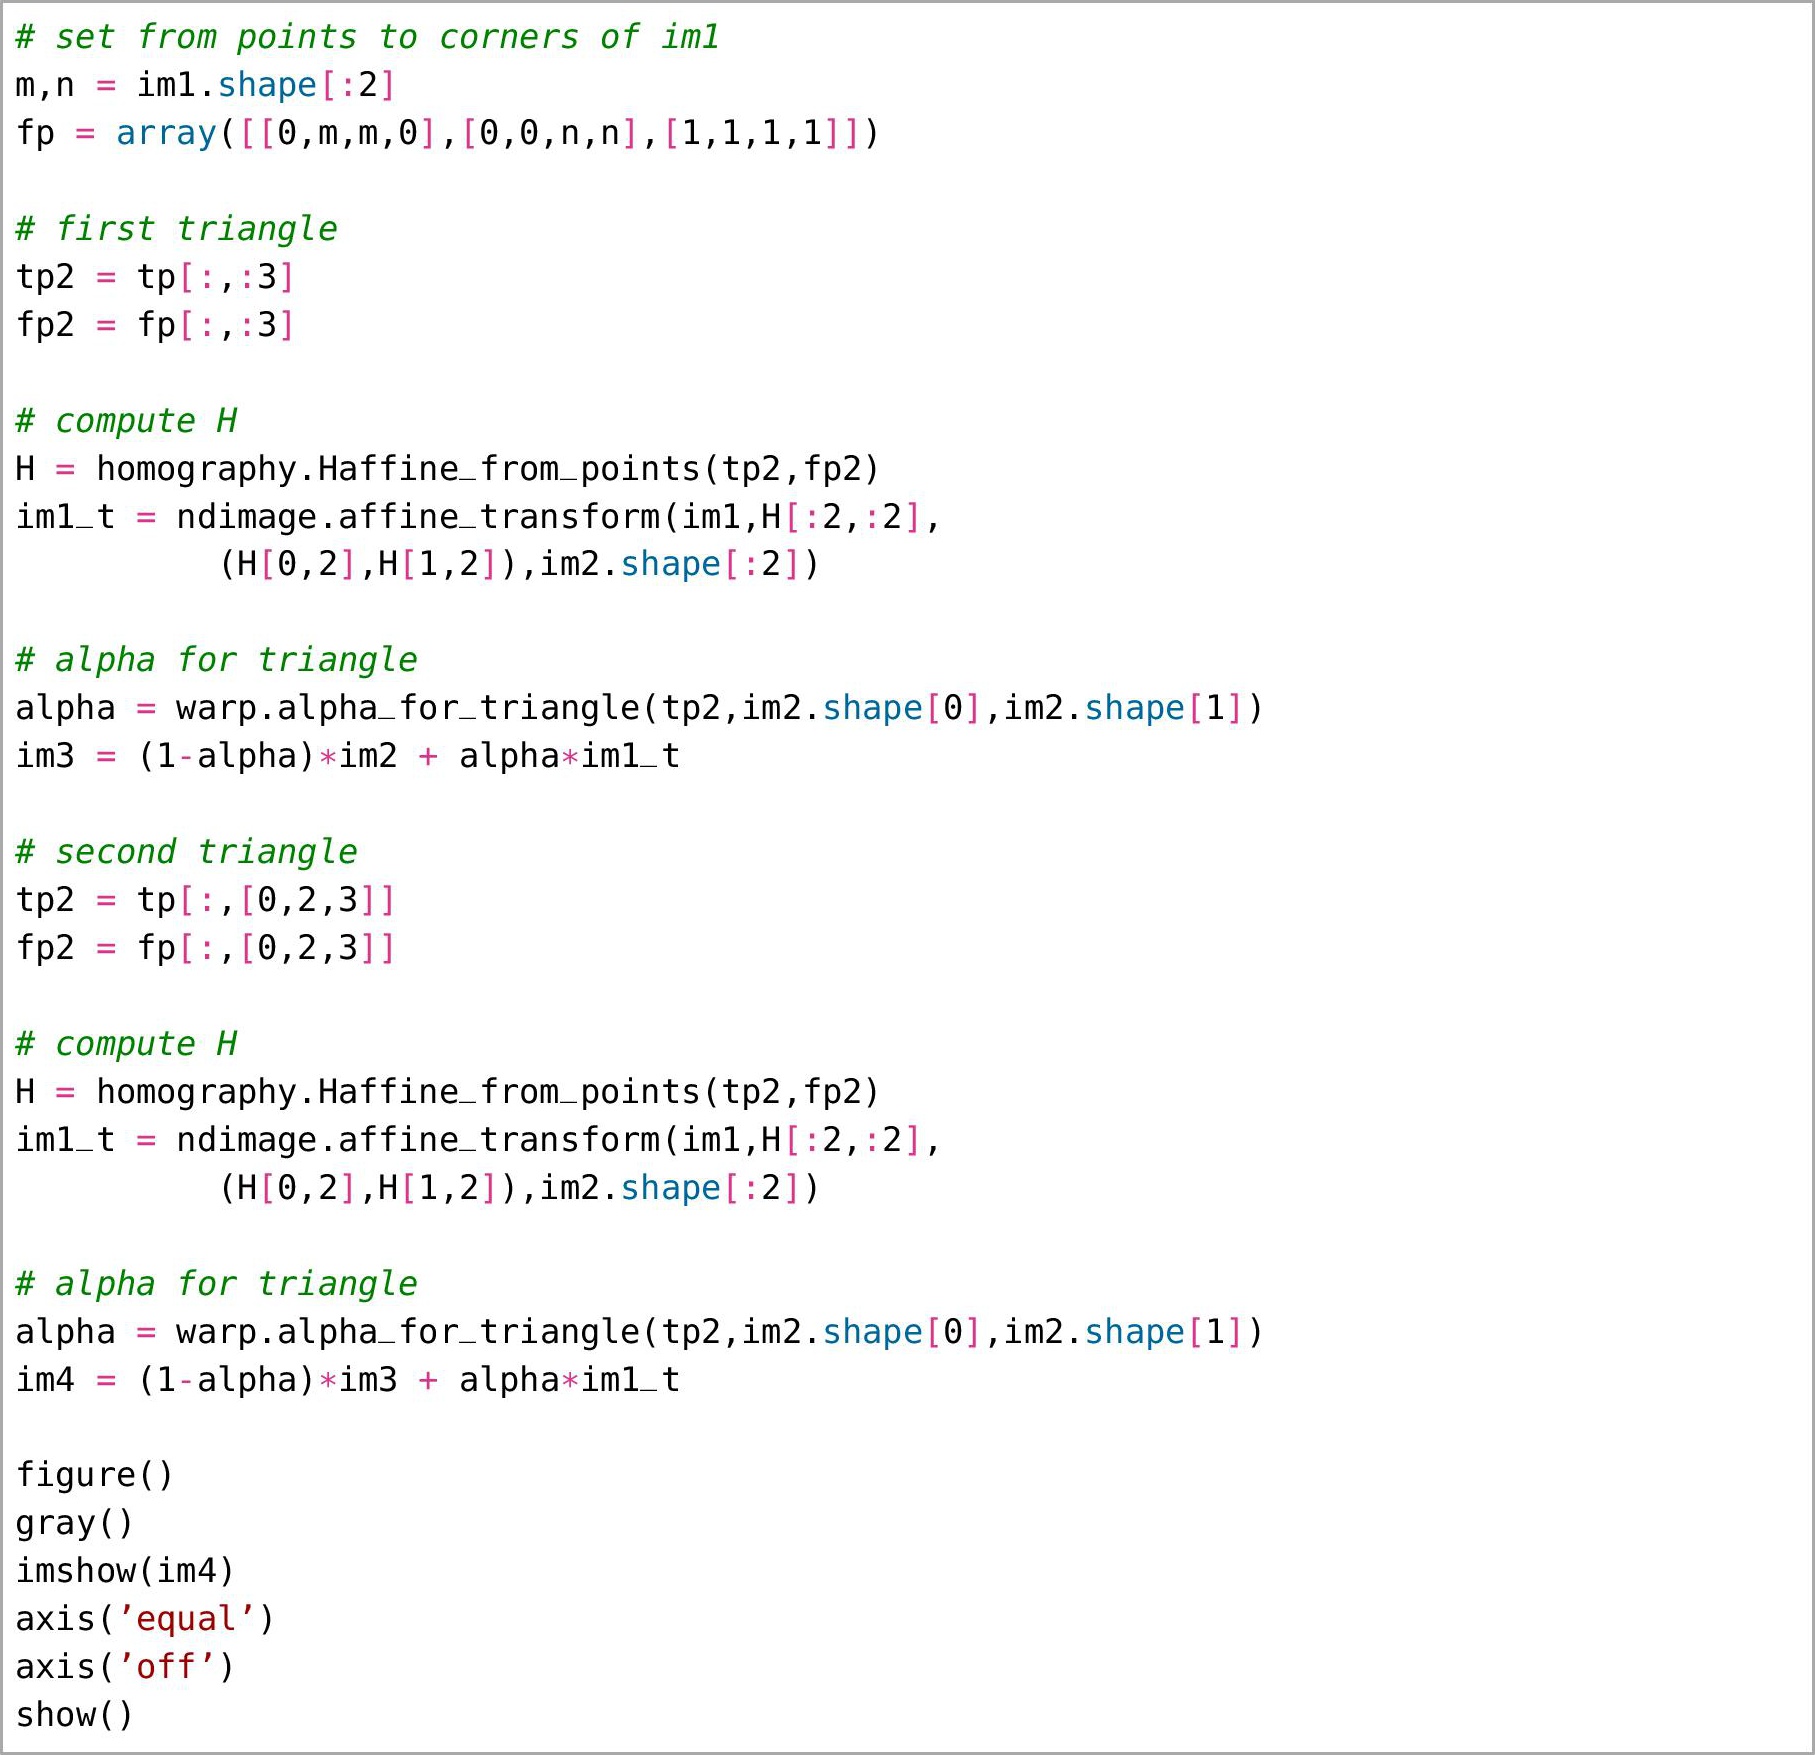 # set from points to corners of im1
m,n = im1.shape[:2]
fp = array([[0,m,m,0],[0,0,n,n],[1,1,1,1]])

# first triangle
tp2 = tp[:,:3]
fp2 = fp[:,:3]

# compute H
H = homography.Haffine_from_points(tp2,fp2)
im1_t = ndimage.affine_transform(im1,H[:2,:2],
          (H[0,2],H[1,2]),im2.shape[:2])

# alpha for triangle
alpha = warp.alpha_for_triangle(tp2,im2.shape[0],im2.shape[1])
im3 = (1-alpha)*im2 + alpha*im1_t

# second triangle
tp2 = tp[:,[0,2,3]]
fp2 = fp[:,[0,2,3]]

# compute H
H = homography.Haffine_from_points(tp2,fp2)
im1_t = ndimage.affine_transform(im1,H[:2,:2],
          (H[0,2],H[1,2]),im2.shape[:2])

# alpha for triangle
alpha = warp.alpha_for_triangle(tp2,im2.shape[0],im2.shape[1])
im4 = (1-alpha)*im3 + alpha*im1_t

figure()
gray()
imshow(im4)
axis(’equal’)
axis(’off’)
show()